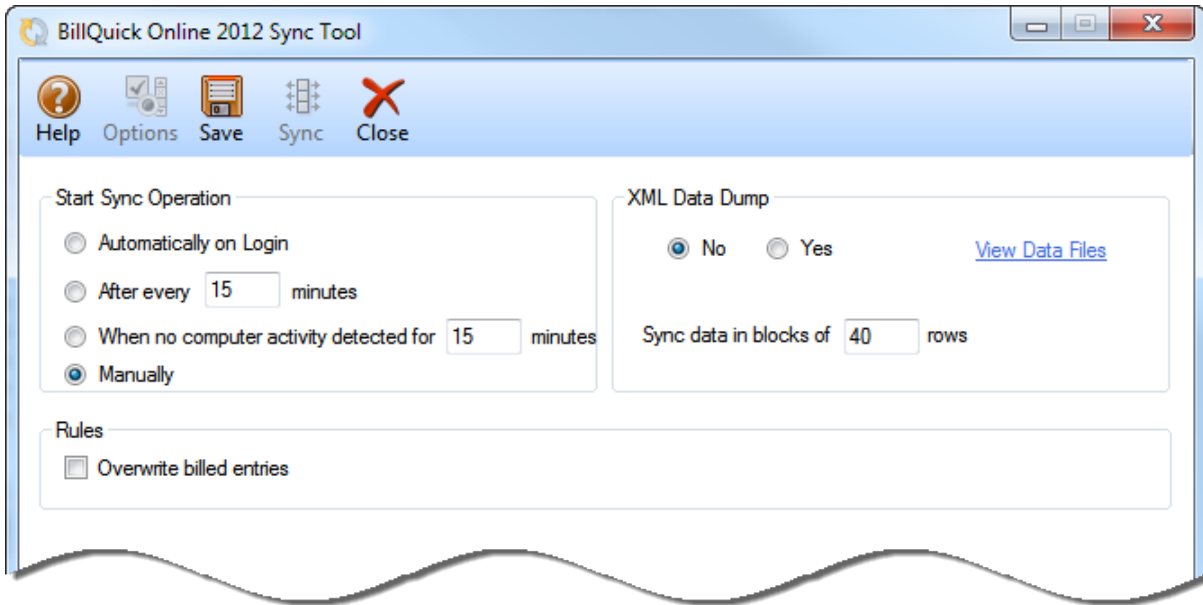 BillQuick Online 2012 Sync Tool
Help Options Save Sync Close
Start Sync Operation
Automatically on Login
After every 15 minutes
When no computer activity detected for 15 minutes
Manually
XML Data Dump
No Yes View Data Files
Sync data in blocks of 40 rows
Rules
Overwrite billed entries